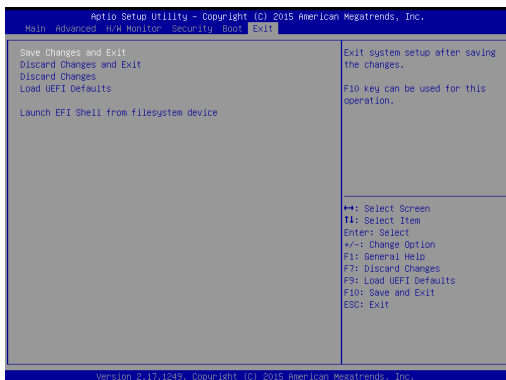 Aptio Setup Utility – Copyright (C) 2015 American Megatrends, Inc.
Main Advanced H/W Monitor Security Boot Exit
Save Changes and Exit
Discard Changes and Exit
Discard Changes
Load UEFI Defaults
Launch EFI Shell from filesystem device
Exit system setup after saving
the changes.
F10 key can be used for this
operation.
↔: Select Screen
↑↓: Select Item
Enter: Select
+/-: Change Option
F1: General Help
F7: Discard Changes
F9: Load UEFI Defaults
F10: Save and Exit
ESC: Exit
Version 2.17.1249. Copyright (C) 2015 American Megatrends, Inc.